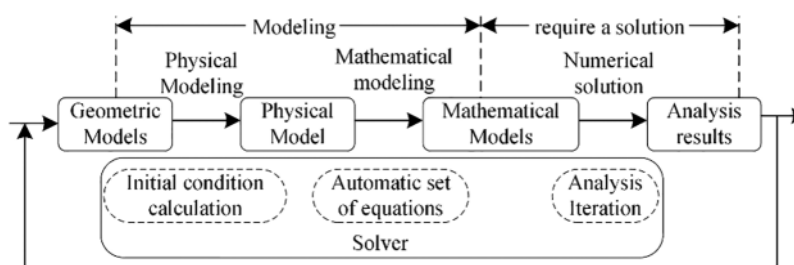 Modeling
require a solution
Physical
Modeling
Mathematical
modeling
Numerical
solution
Geometric
Models
Physical
Model
Mathematical
Models
Analysis
results
Initial condition
calculation
Automatic set
of equations
Analysis
Iteration
Solver